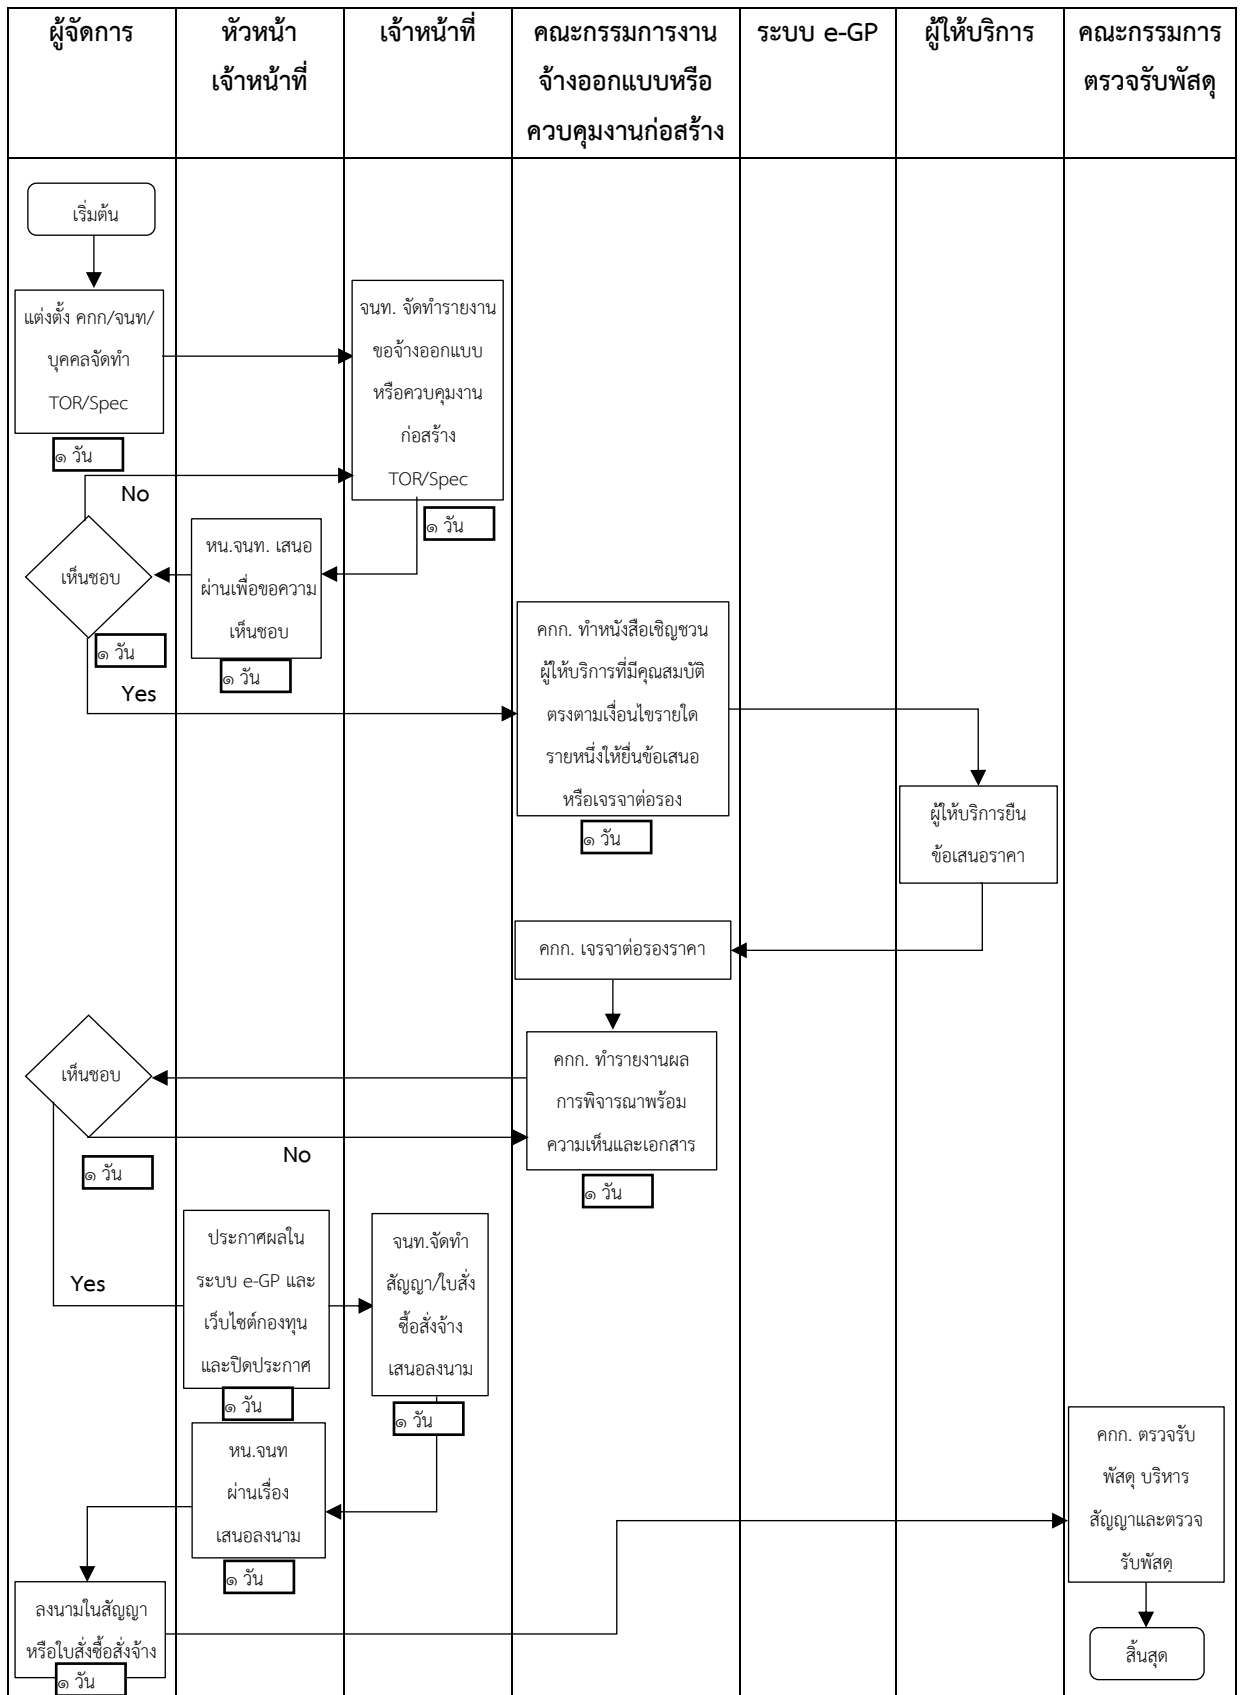 ผู้จัดการ
หัวหน้า
เจ้าหน้าที่
เจ้าหน้าที่
คณะกรรมการงาน
จ้างออกแบบหรือ
ควบคุมงานก่อสร้าง
ระบบ e-GP
ผู้ให้บริการ
คณะกรรมการ
ตรวจรับพัสดุ
เริ่มต้น
แต่งตั้ง คกก/จนท/
บุคคลจัดทำ
TOR/Spec
๑ วัน
จนท. จัดทำรายงาน
ขอจ้างออกแบบ
หรือควบคุมงาน
ก่อสร้าง
TOR/Spec
๑ วัน
No
หน.จนท. เสนอ
ผ่านเพื่อขอความ
เห็นชอบ
๑ วัน
เห็นชอบ
๑ วัน
Yes
คกก. ทำหนังสือเชิญชวน
ผู้ให้บริการที่มีคุณสมบัติ
ตรงตามเงื่อนไขรายใด
รายหนึ่งให้ยื่นข้อเสนอ
หรือเจรจาต่อรอง
๑ วัน
ผู้ให้บริการยืน
ข้อเสนอราคา
คกก. เจรจาต่อรองราคา
คกก. ทำรายงานผล
การพิจารณาพร้อม
ความเห็นและเอกสาร
๑ วัน
เห็นชอบ
No
๑ วัน
Yes
ประกาศผลใน
ระบบ e-GP และ
เว็บไซต์กองทุน
และปิดประกาศ
๑ วัน
จนท.จัดทำ
สัญญา/ใบสั่ง
ซื้อสั่งจ้าง
เสนอลงนาม
๑ วัน
หน.จนท
ผ่านเรื่อง
เสนอลงนาม
๑ วัน
ลงนามในสัญญา
หรือใบสั่งซื้อสั่งจ้าง
๑ วัน
คกก. ตรวจรับ
พัสดุ บริหาร
สัญญาและตรวจ
รับพัสดุ
สิ้นสุด